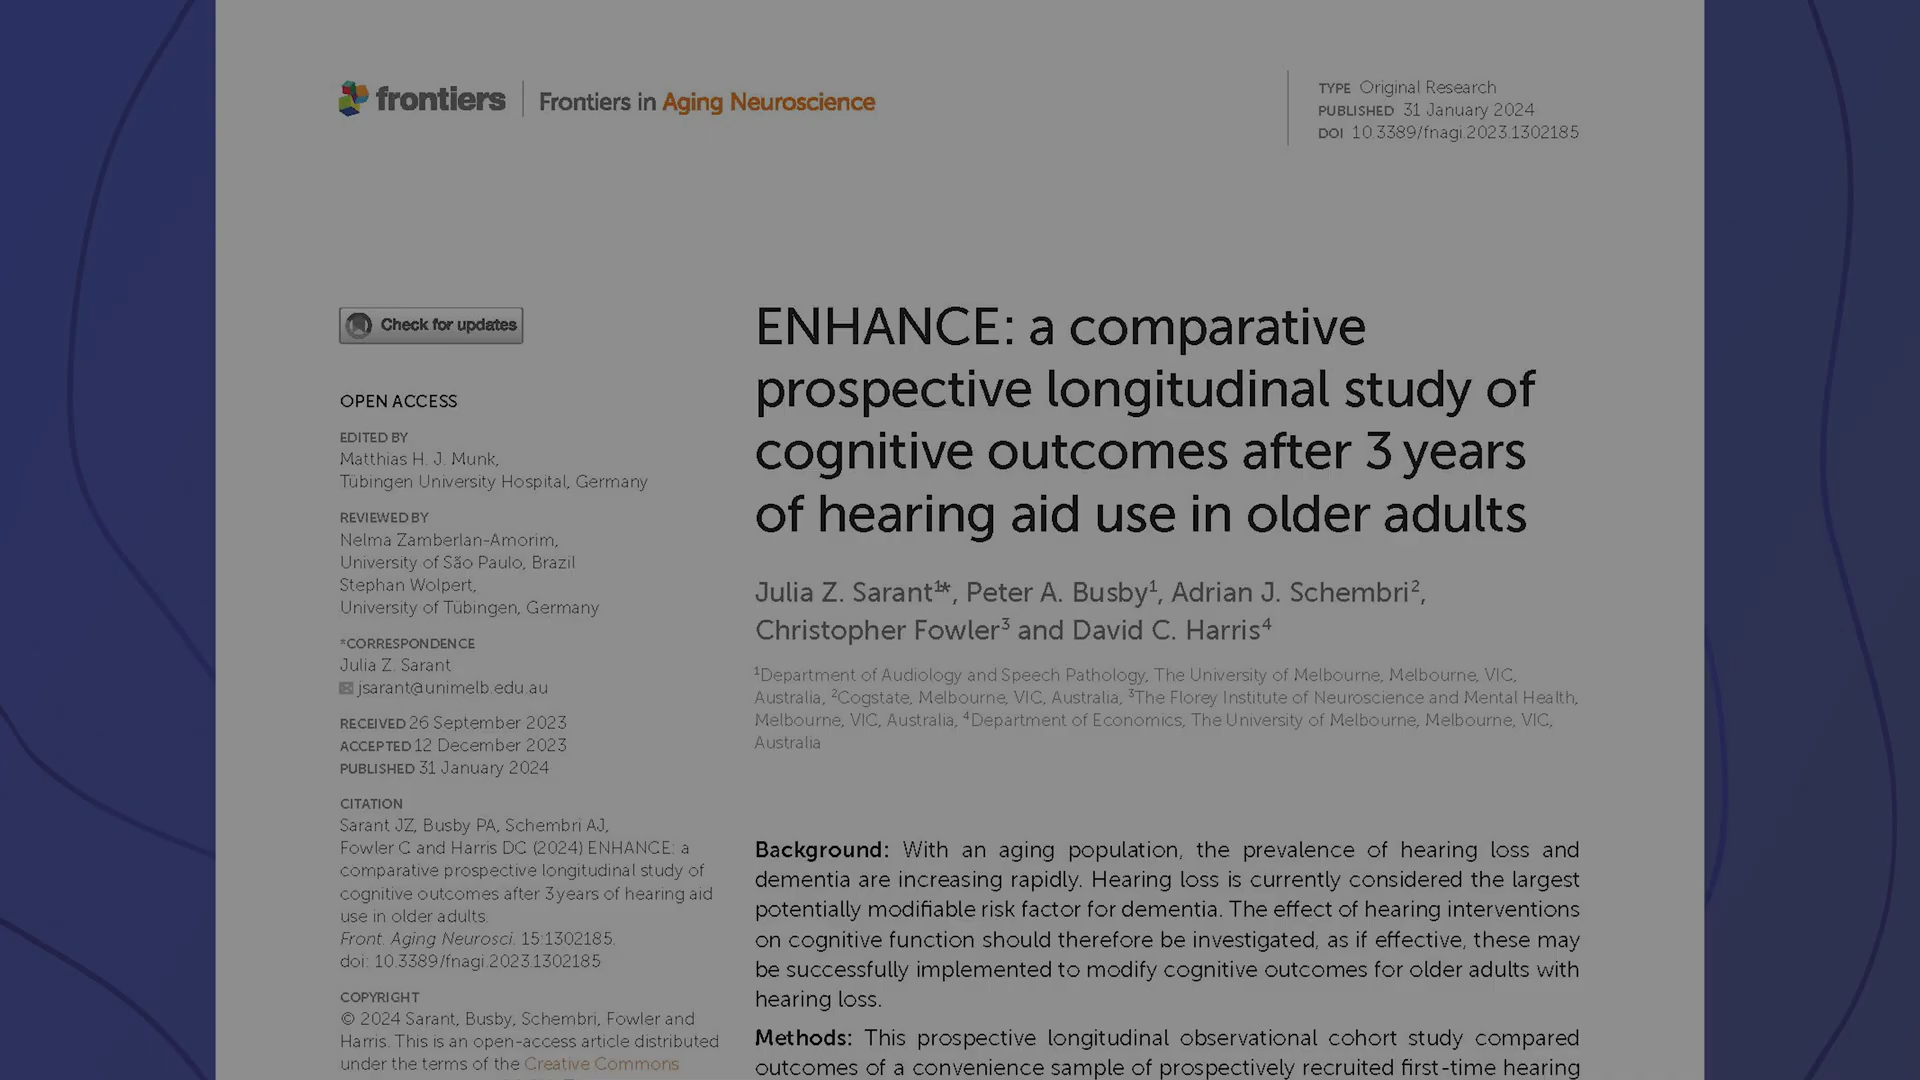 frontiers | Frontiers in Aging Neuroscience
TYPE Original Research
PUBLISHED 31 January 2024
DOI 10.3389/fnagi.2023.1302185
Check for updates
OPEN ACCESS
EDITED BY
Matthias H. J. Munk,
Tübingen University Hospital, Germany
REVIEWED BY
Nelma Zamberlan-Amorim,
University of São Paulo, Brazil
Stephan Wolpert,
University of Tübingen, Germany
*CORRESPONDENCE
Julia Z. Sarant
jsarant@unimelb.edu.au
RECEIVED 26 September 2023
ACCEPTED 12 December 2023
PUBLISHED 31 January 2024
CITATION
Sarant JZ, Busby PA, Schembri AJ,
Fowler C and Harris DC (2024) ENHANCE: a
comparative prospective longitudinal study of
cognitive outcomes after 3 years of hearing aid
use in older adults.
Front. Aging Neurosci. 15:1302185.
doi: 10.3389/fnagi.2023.1302185
COPYRIGHT
© 2024 Sarant, Busby, Schembri, Fowler and
Harris. This is an open-access article distributed
under the terms of the Creative Commons
ENHANCE: a comparative
prospective longitudinal study of
cognitive outcomes after 3 years
of hearing aid use in older adults
Julia Z. Sarant1*, Peter A. Busby1, Adrian J. Schembri2,
Christopher Fowler3 and David C. Harris4
1Department of Audiology and Speech Pathology, The University of Melbourne, Melbourne, VIC,
Australia, 2Cogstate, Melbourne, VIC, Australia, 3The Florey Institute of Neuroscience and Mental Health,
Melbourne, VIC, Australia, 4Department of Economics, The University of Melbourne, Melbourne, VIC,
Australia
Background: With an aging population, the prevalence of hearing loss and
dementia are increasing rapidly. Hearing loss is currently considered the largest
potentially modifiable risk factor for dementia. The effect of hearing interventions
on cognitive function should therefore be investigated, as if effective, these may
be successfully implemented to modify cognitive outcomes for older adults with
hearing loss.
Methods: This prospective longitudinal observational cohort study compared
outcomes of a convenience sample of prospectively recruited first-time hearing